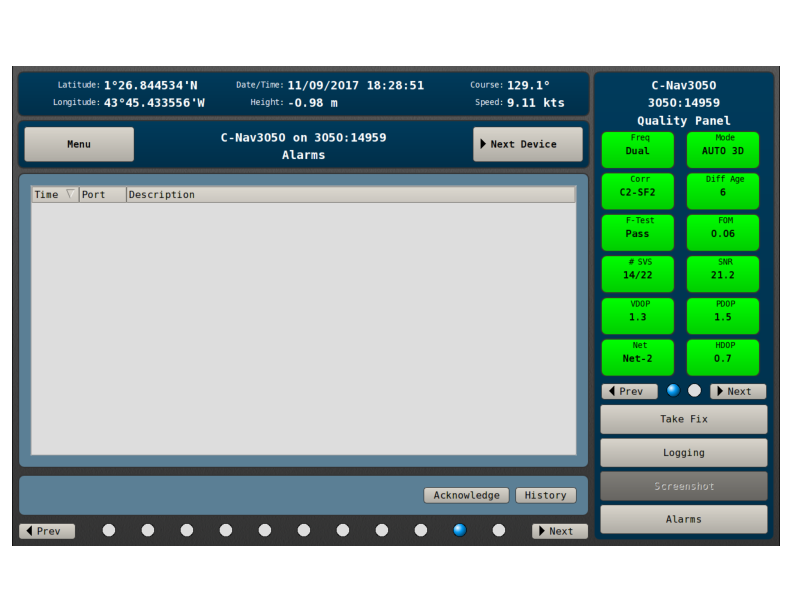 Latitude: 1°26.844534'N
Date/Time: 11/09/2017 18:28:51
Course: 129.1°
Longitude: 43°45.433556'W
Height: -0.98 m
Speed: 9.11 kts
Menu
C-Nav3050 on 3050:14959
Alarms
Next Device
Time
Port
Description
Acknowledge
History
Prev
Next
C-Nav3050
3050:14959
Quality Panel
Freq
Dual
Mode
AUTO 3D
Corr
C2-SF2
Diff Age
6
F-Test
Pass
FOM
0.06
# SVS
14/22
SNR
21.2
VDOP
1.3
PDOP
1.5
Net
Net-2
HDOP
0.7
Prev
Next
Take Fix
Logging
Screenshot
Alarms